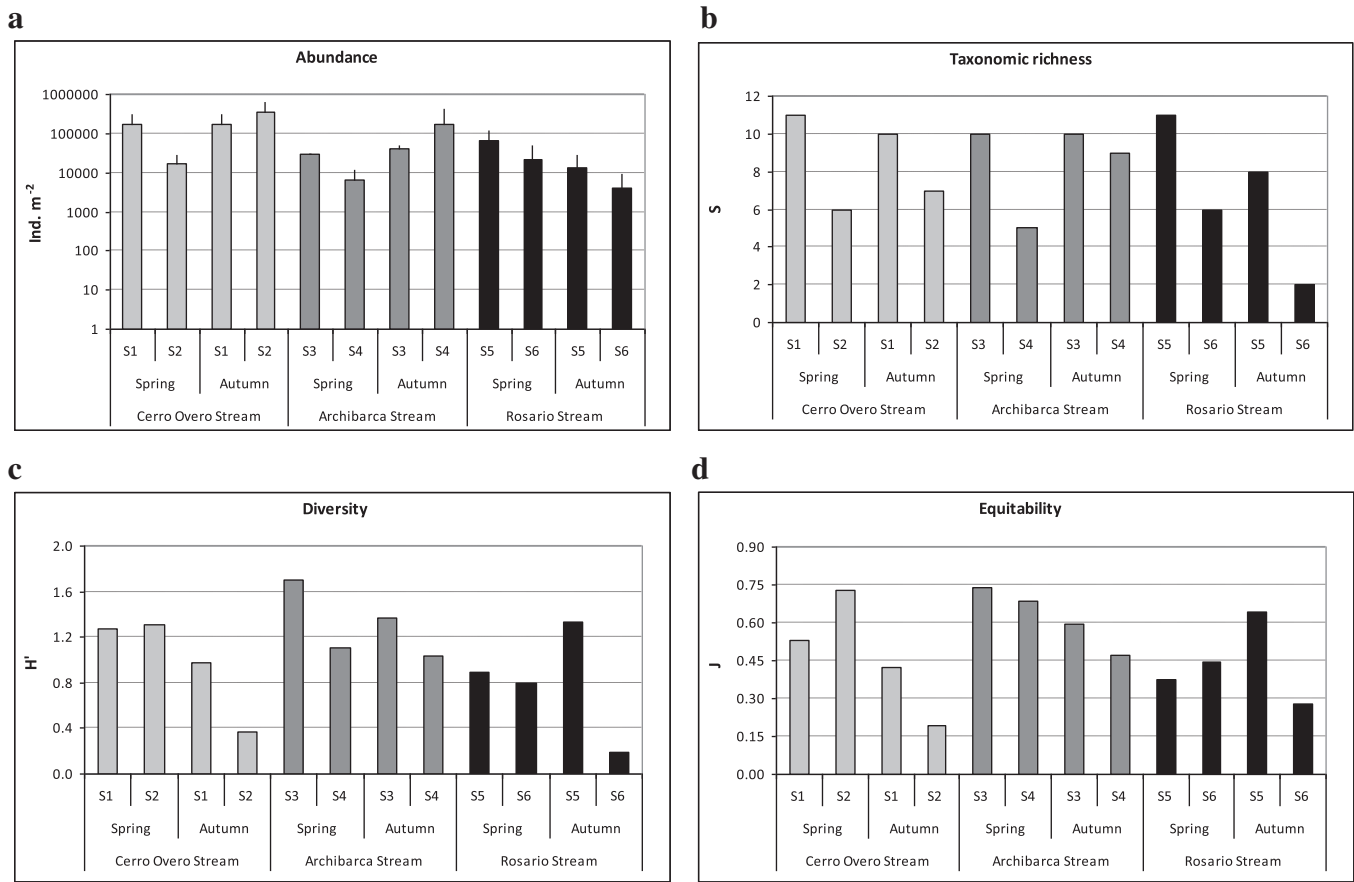 a
Abundance
Ind. m-2
1000000
100000
10000
1000
100
10
1
S1 S2 S1 S2 S3 S4 S3 S4 S5 S6 S5 S6
Spring Autumn Spring Autumn Spring Autumn
Cerro Overo Stream Archibarca Stream Rosario Stream
b
Taxonomic richness
S
12
10
8
6
4
2
0
S1 S2 S1 S2 S3 S4 S3 S4 S5 S6 S5 S6
Spring Autumn Spring Autumn Spring Autumn
Cerro Overo Stream Archibarca Stream Rosario Stream
c
Diversity
H'
2.0
1.6
1.2
0.8
0.4
0.0
S1 S2 S1 S2 S3 S4 S3 S4 S5 S6 S5 S6
Spring Autumn Spring Autumn Spring Autumn
Cerro Overo Stream Archibarca Stream Rosario Stream
d
Equitability
J
0.90
0.75
0.60
0.45
0.30
0.15
0.00
S1 S2 S1 S2 S3 S4 S3 S4 S5 S6 S5 S6
Spring Autumn Spring Autumn Spring Autumn
Cerro Overo Stream Archibarca Stream Rosario Stream